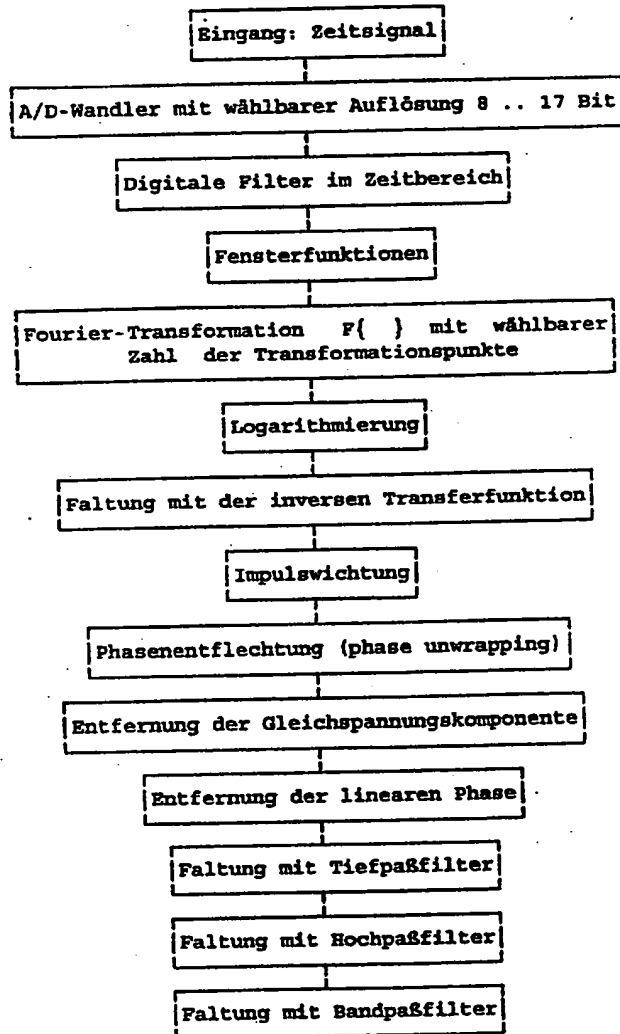 Eingang: Zeitsignal
A/D-Wandler mit wählbarer Auflösung 8 .. 17 Bit
Digitale Filter im Zeitbereich
Fensterfunktionen
Fourier-Transformation F{ } mit wählbarer
Zahl der Transformationspunkte
Logarithmierung
Faltung mit der inversen Transferfunktion
Impulswichtung
Phasenentflechtung (phase unwrapping)
Entfernung der Gleichspannungskomponente
Entfernung der linearen Phase
Faltung mit Tiefpaßfilter
Faltung mit Hochpaßfilter
Faltung mit Bandpaßfilter